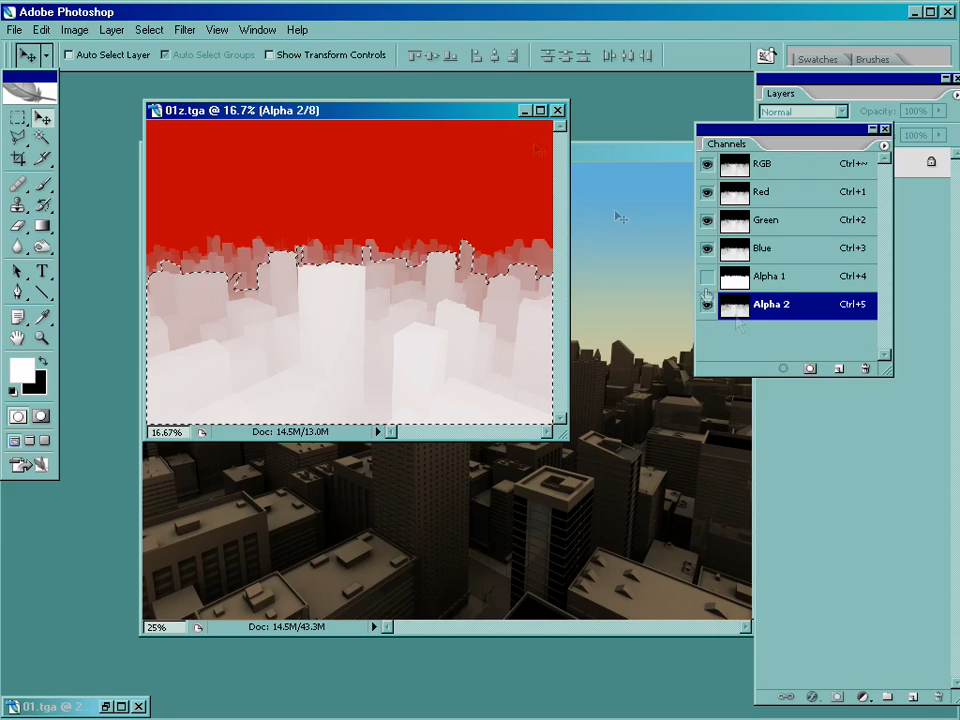 Adobe Photoshop
File Edit Image Layer Select Filter View Window Help
Auto Select Layer Auto Select Groups Show Transform Controls
Swatches Brushes
Layers
Normal Opacity: 100%
100%
01z.tga @ 16.7% (Alpha 2/8)
Channels
RGB Ctrl+~
Red Ctrl+1
Green Ctrl+2
Blue Ctrl+3
Alpha 1 Ctrl+4
Alpha 2 Ctrl+5
16.67% Doc: 14.5M/13.0M
25% Doc: 14.5M/43.3M
01.tga @ 2...